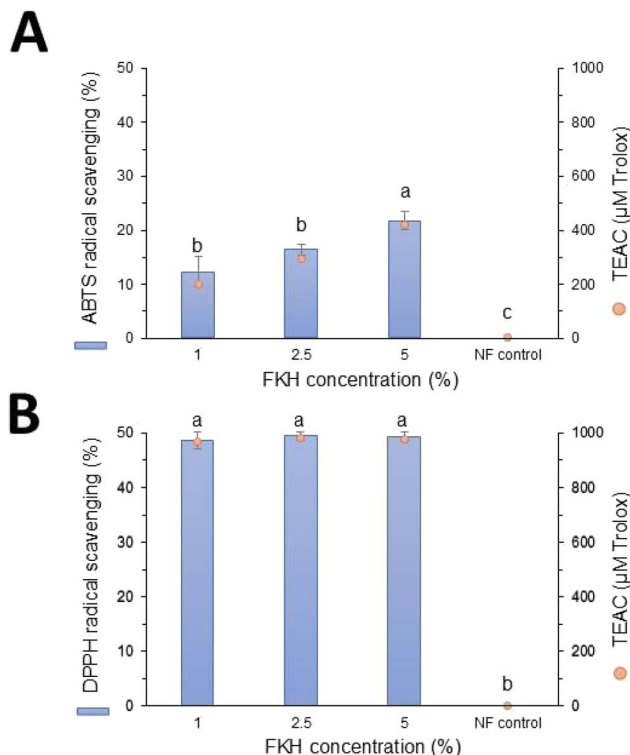 A
ABTS radical scavenging (%)
50
40
30
20
10
0
b
b
a
c
1000
800
600
400
200
0
TEAC (µM Trolox)
1
2.5
5
NF control
FKH concentration (%)
B
DPPH radical scavenging (%)
50
40
30
20
10
0
a
a
a
b
1000
800
600
400
200
0
TEAC (µM Trolox)
1
2.5
5
NF control
FKH concentration (%)